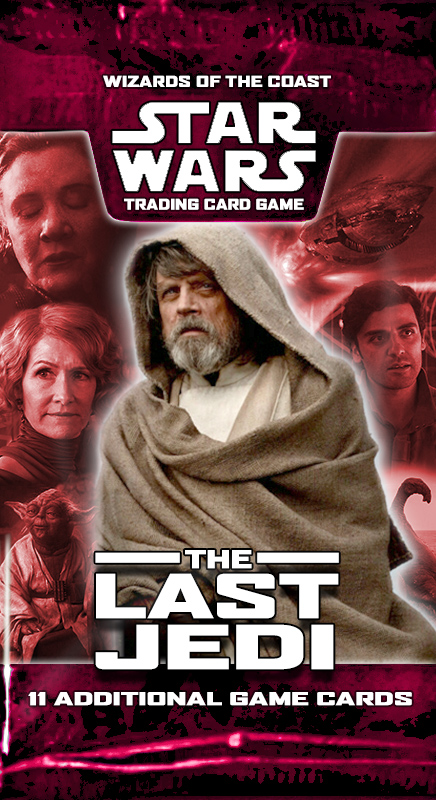 WIZARDS OF THE COAST
STAR
WARS
TRADING CARD GAME
THE
LAST
JEDI
11 ADDITIONAL GAME CARDS